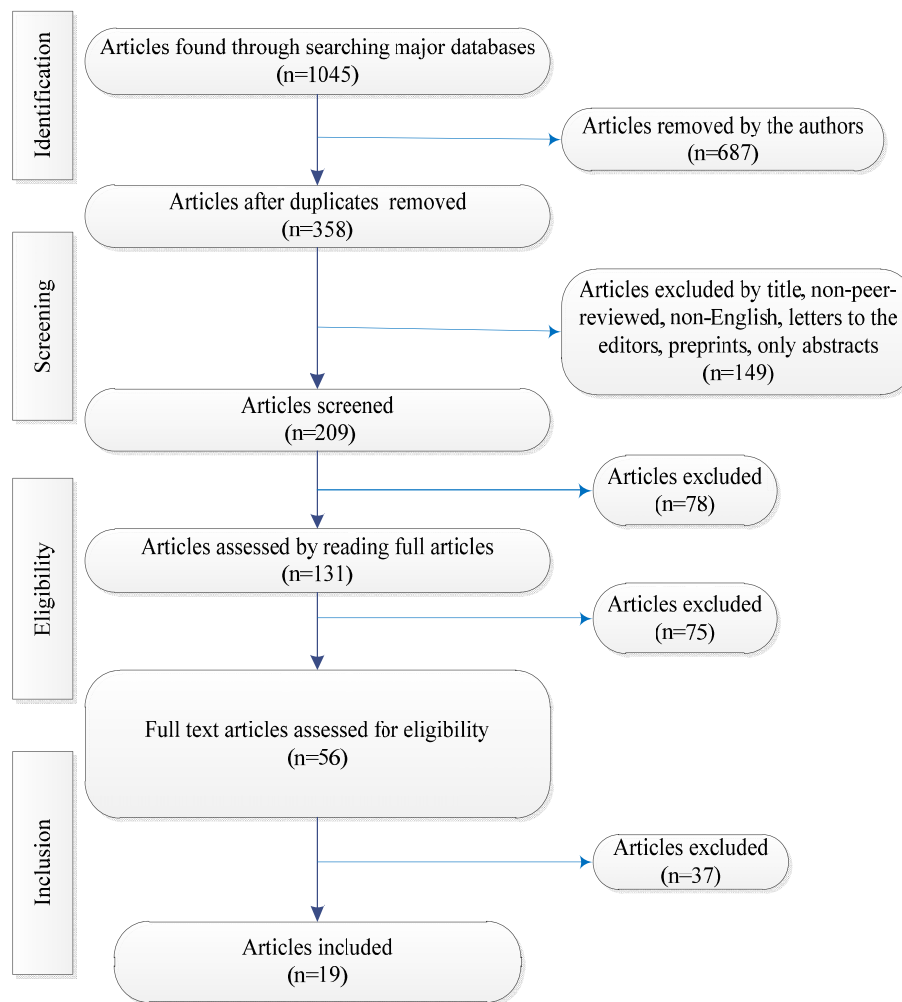 Identification
Articles found through searching major databases
(n=1045)
Articles removed by the authors
(n=687)
Articles after duplicates removed
(n=358)
Screening
Articles excluded by title, non-peer-
reviewed, non-English, letters to the
editors, preprints, only abstracts
(n=149)
Articles screened
(n=209)
Eligibility
Articles excluded
(n=78)
Articles assessed by reading full articles
(n=131)
Articles excluded
(n=75)
Full text articles assessed for eligibility
(n=56)
Inclusion
Articles excluded
(n=37)
Articles included
(n=19)